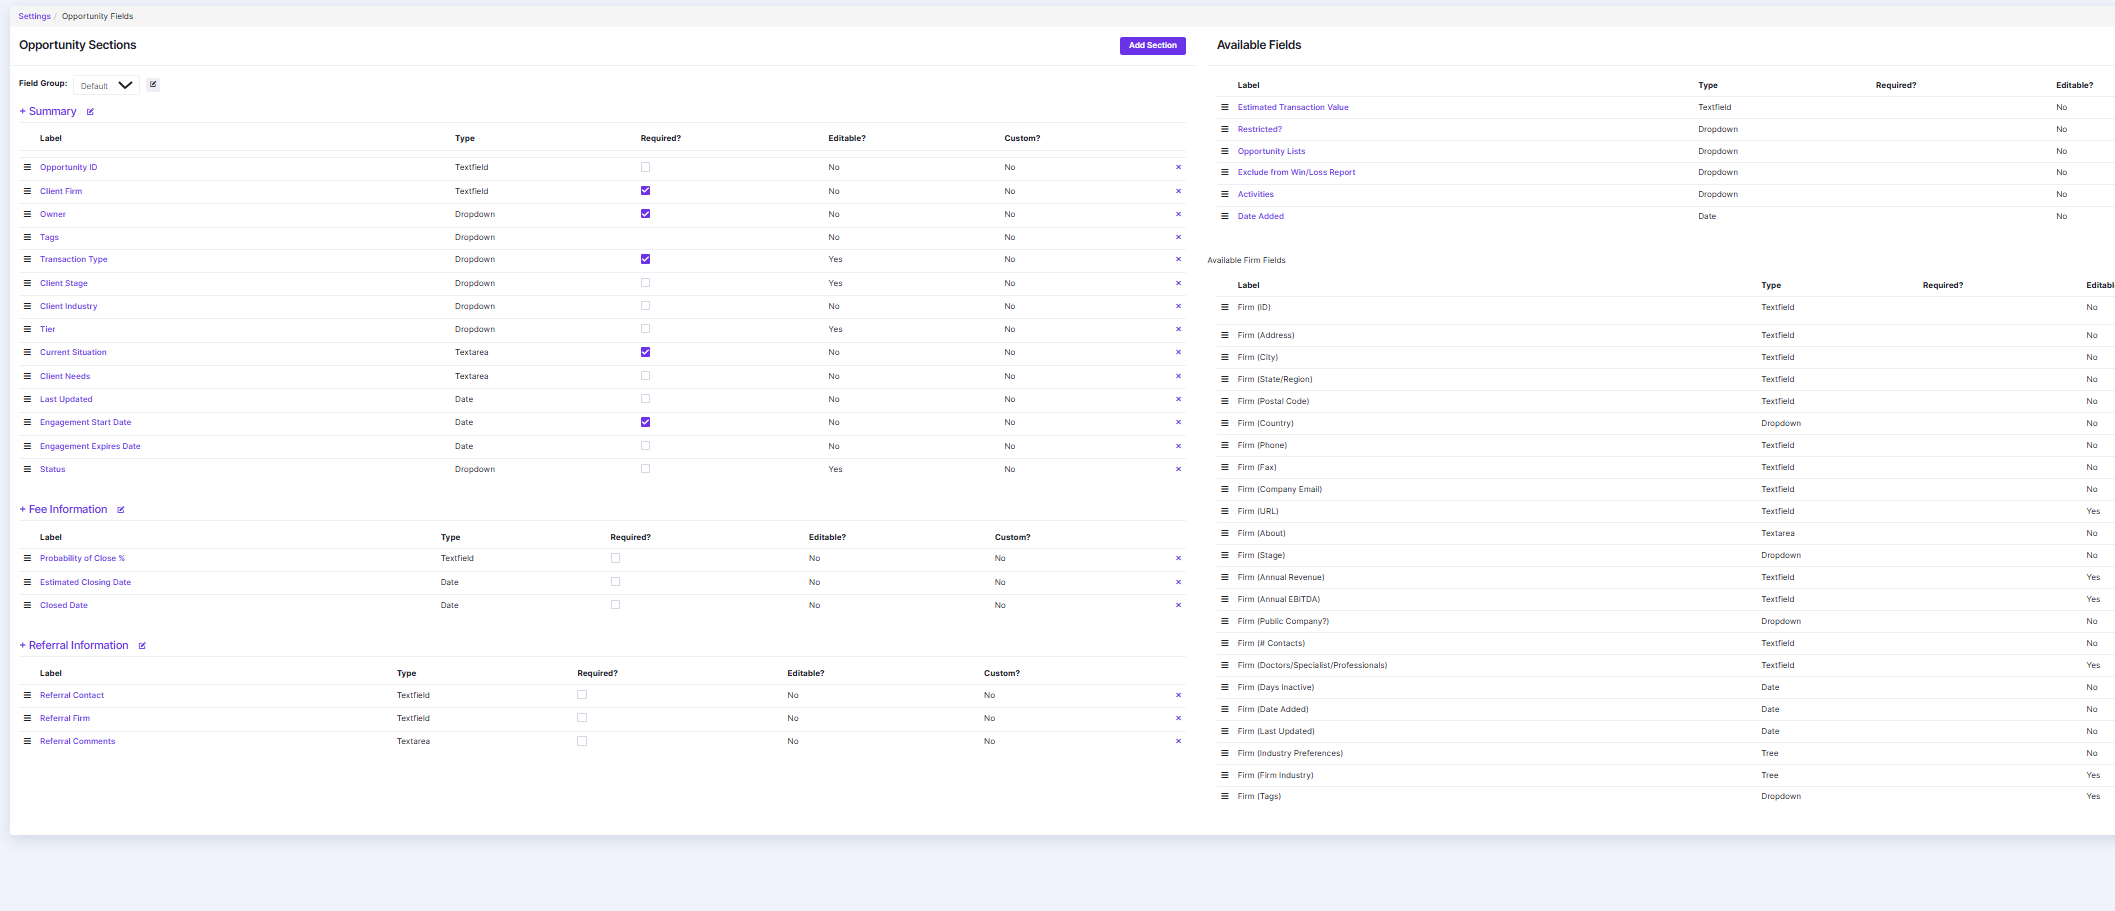 Settings / Opportunity Fields
Opportunity Sections
Add Section
Field Group: Default
+ Summary
Label Type Required? Editable? Custom?
Opportunity ID Textfield No No ×
Client Firm Textfield No No ×
Owner Dropdown No No ×
Tags Dropdown No No ×
Transaction Type Dropdown Yes No ×
Client Stage Dropdown Yes No ×
Client Industry Dropdown No No ×
Tier Dropdown Yes No ×
Current Situation Textarea No No ×
Client Needs Textarea No No ×
Last Updated Date No No ×
Engagement Start Date Date No No ×
Engagement Expires Date Date No No ×
Status Dropdown Yes No ×
+ Fee Information
Label Type Required? Editable? Custom?
Probability of Close % Textfield No No ×
Estimated Closing Date Date No No ×
Closed Date Date No No ×
+ Referral Information
Label Type Required? Editable? Custom?
Referral Contact Textfield No No ×
Referral Firm Textfield No No ×
Referral Comments Textarea No No ×
Available Fields
Label Type Required? Editable?
Estimated Transaction Value Textfield No
Restricted? Dropdown No
Opportunity Lists Dropdown No
Exclude from Win/Loss Report Dropdown No
Activities Dropdown No
Date Added Date No
Available Firm Fields
Label Type Required? Editabl
Firm (ID) Textfield No
Firm (Address) Textfield No
Firm (City) Textfield No
Firm (State/Region) Textfield No
Firm (Postal Code) Textfield No
Firm (Country) Dropdown No
Firm (Phone) Textfield No
Firm (Fax) Textfield No
Firm (Company Email) Textfield No
Firm (URL) Textfield Yes
Firm (About) Textarea No
Firm (Stage) Dropdown No
Firm (Annual Revenue) Textfield Yes
Firm (Annual EBITDA) Textfield Yes
Firm (Public Company?) Dropdown No
Firm (# Contacts) Textfield No
Firm (Doctors/Specialist/Professionals) Textfield Yes
Firm (Days Inactive) Date No
Firm (Date Added) Date No
Firm (Last Updated) Date No
Firm (Industry Preferences) Tree No
Firm (Firm Industry) Tree Yes
Firm (Tags) Dropdown Yes